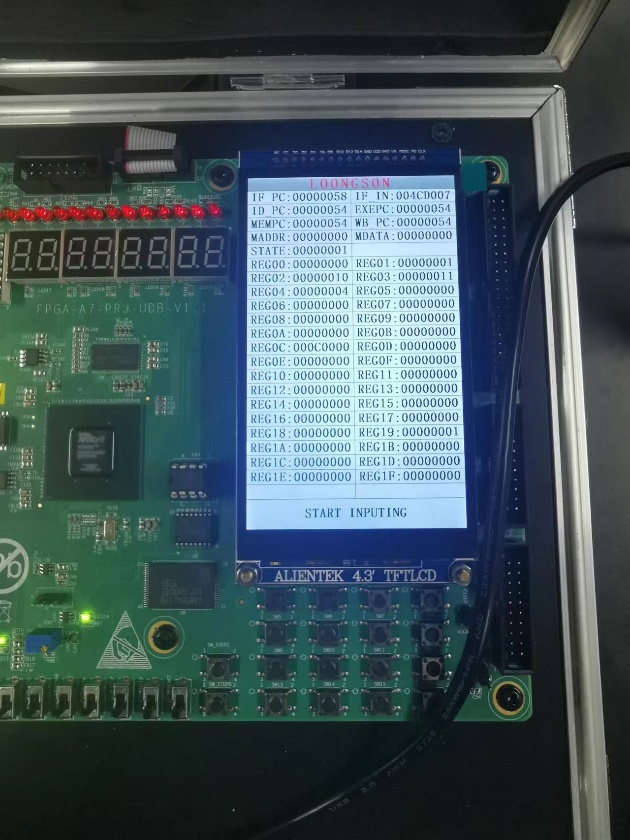 LOONGSON
IF PC:00000058 IF_IN:004CD007
ID PC:00000054 EXEPC:00000054
MEMPC:00000054 WB PC:00000054
MADDR:00000000 MDATA:00000000
STATE:00000001
REG00:00000000 REG01:00000001
REG02:00000010 REG03:00000011
REG04:00000004 REG05:00000000
REG06:00000000 REG07:00000000
REG08:00000000 REG09:00000000
REG0A:00000000 REG0B:00000000
REG0C:000C0000 REG0D:00000000
REG0E:00000000 REG0F:00000000
REG10:00000000 REG11:00000000
REG12:00000000 REG13:00000000
REG14:00000000 REG15:00000000
REG16:00000000 REG17:00000000
REG18:00000000 REG19:00000001
REG1A:00000000 REG1B:00000000
REG1C:00000000 REG1D:00000000
REG1E:00000000 REG1F:00000000
START INPUTING
ALIENTEK 4.3' TFTLCD
FPGA-A7-PRJ-UDB-V1.1